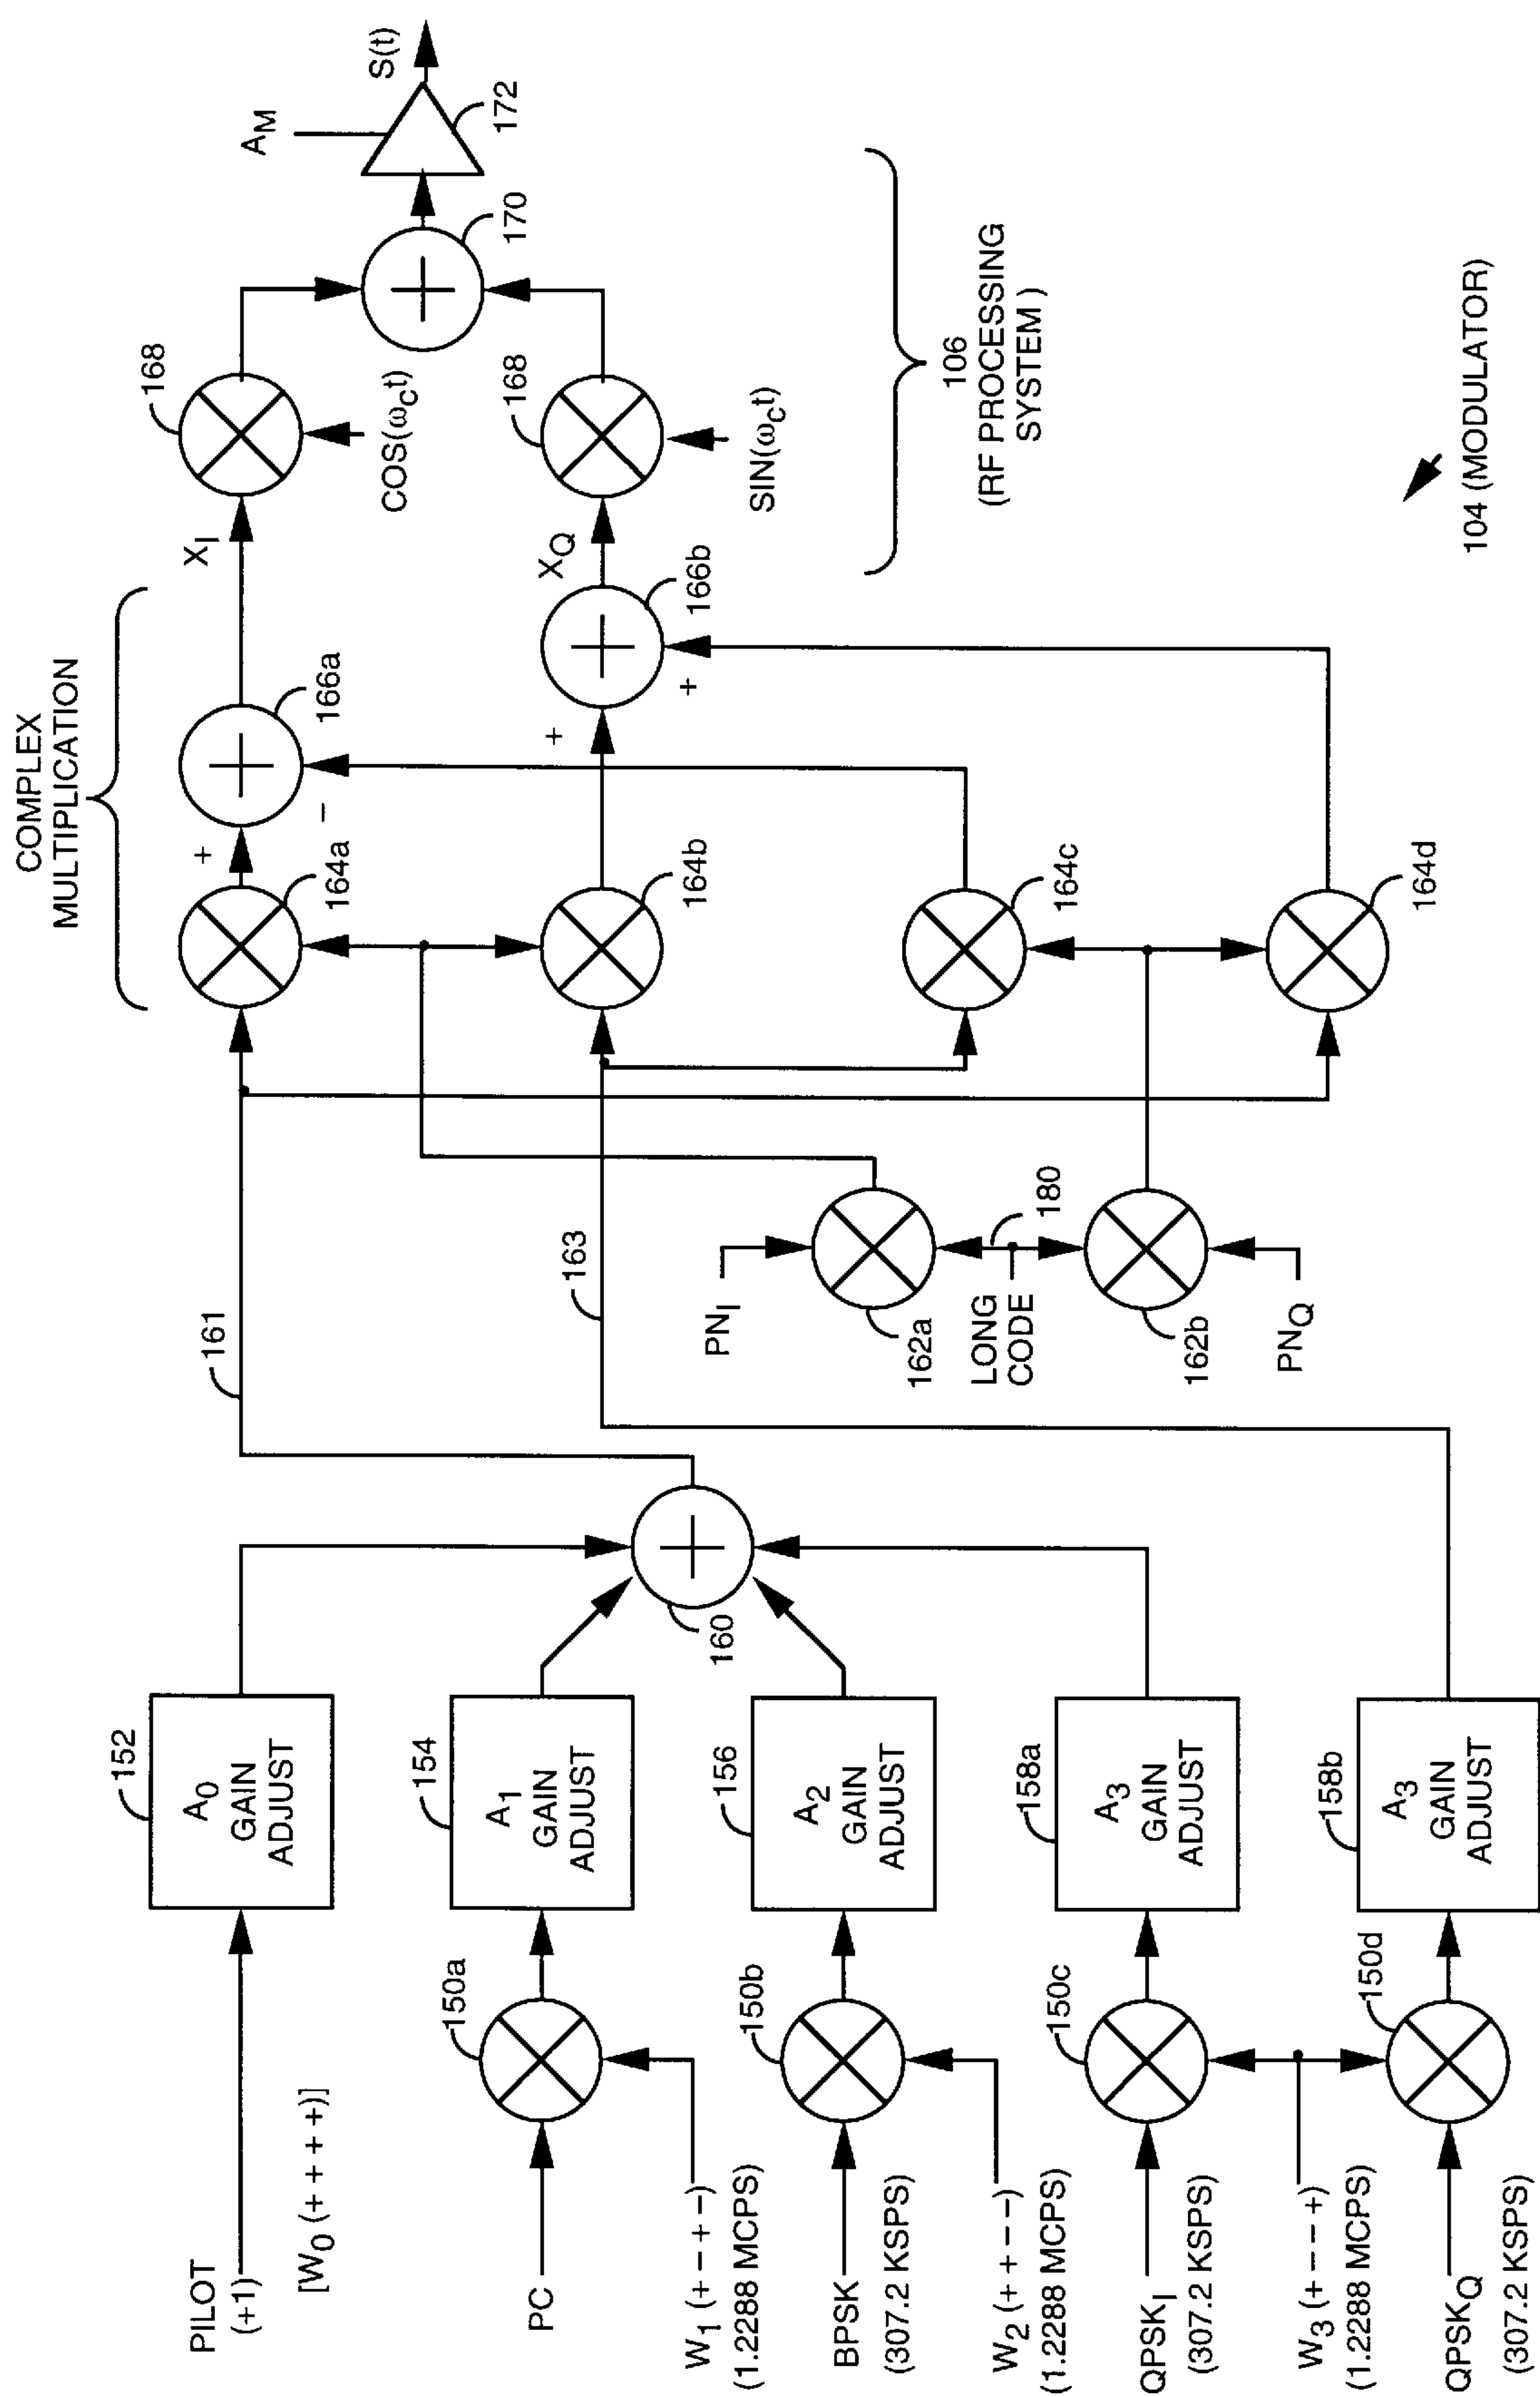 PILOT
(+1)
[W0 (+ + + +)]
PC
W1 (+ − + −)
(1.2288 MCPS)
BPSK
(307.2 KSPS)
W2 (+ + − −)
(1.2288 MCPS)
QPSKI
(307.2 KSPS)
W3 (+ − − +)
(1.2288 MCPS)
QPSKQ
(307.2 KSPS)
150a
150b
150c
150d
152
A0
GAIN
ADJUST
154
A1
GAIN
ADJUST
156
A2
GAIN
ADJUST
158a
A3
GAIN
ADJUST
158b
A3
GAIN
ADJUST
160
161
163
PNI
162a
LONG
CODE
180
162b
PNQ
COMPLEX
MULTIPLICATION
164a
164b
164c
164d
+
−
166a
+
+
166b
XI
XQ
168
COS(ωCt)
168
SIN(ωCt)
170
AM
172
S(t)
106
(RF PROCESSING
SYSTEM )
104 (MODULATOR)